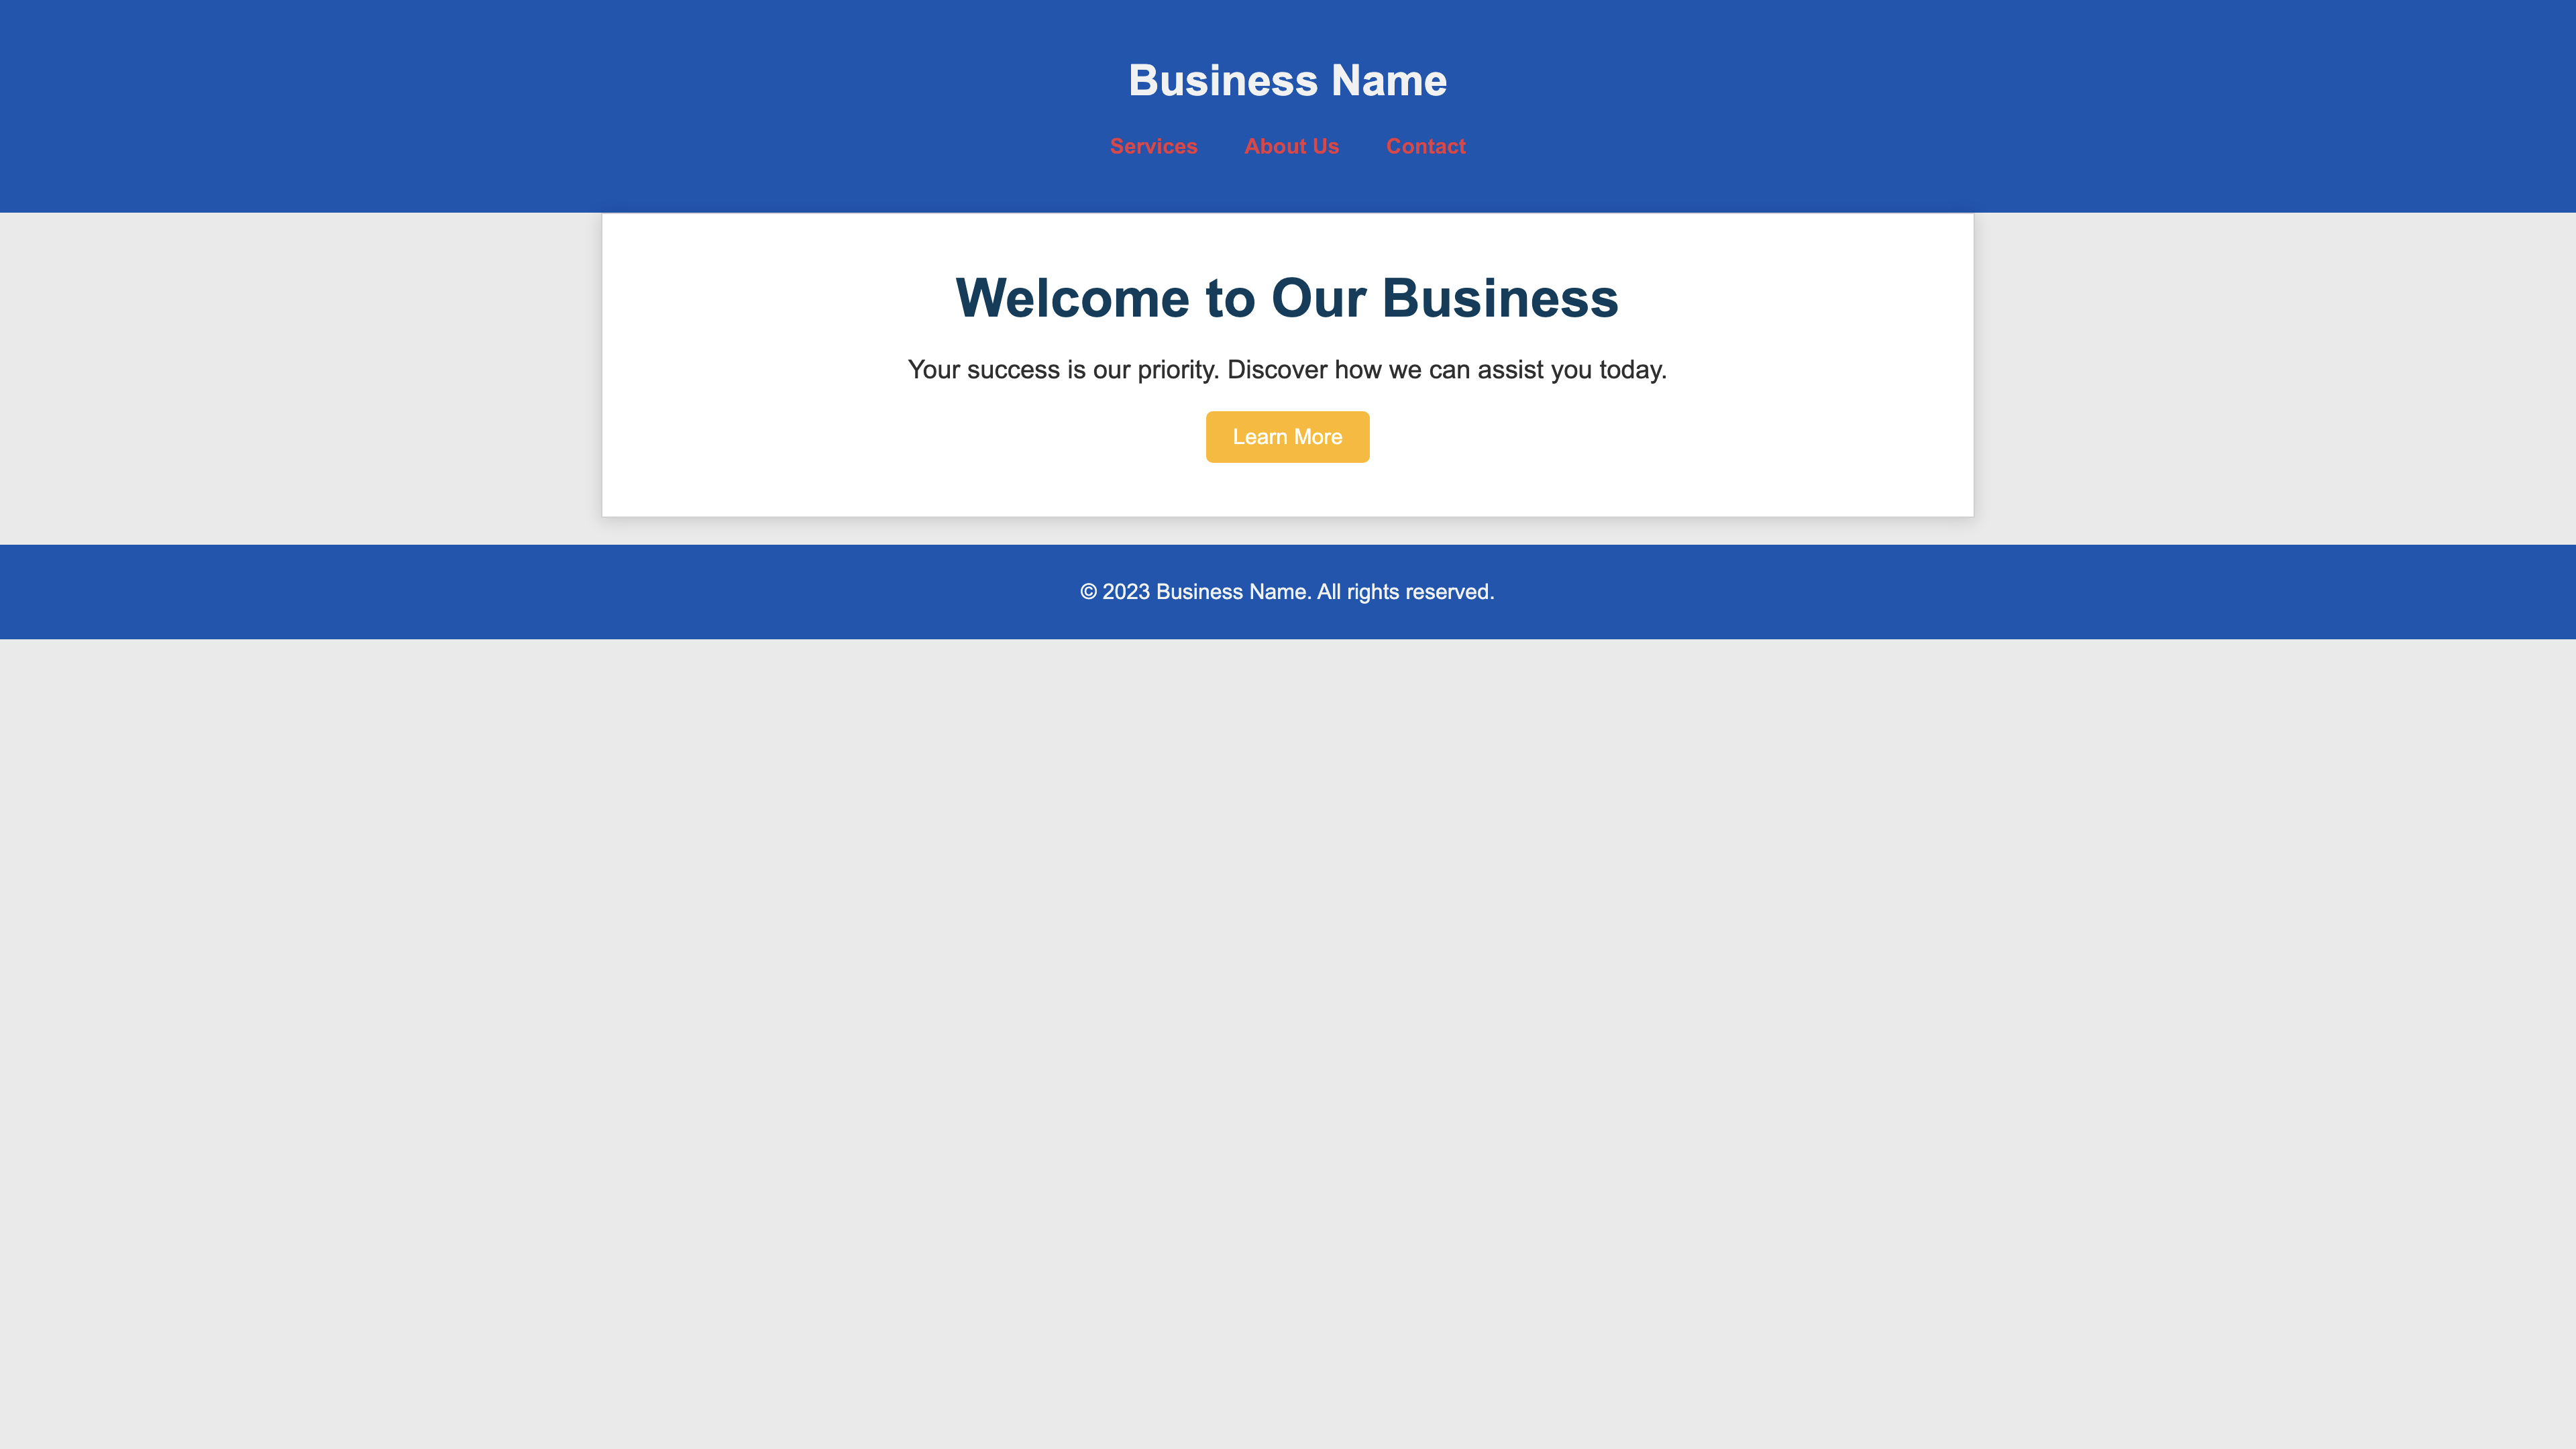 Business Name
Services About Us Contact
Welcome to Our Business
Your success is our priority. Discover how we can assist you today.
Learn More
© 2023 Business Name. All rights reserved.